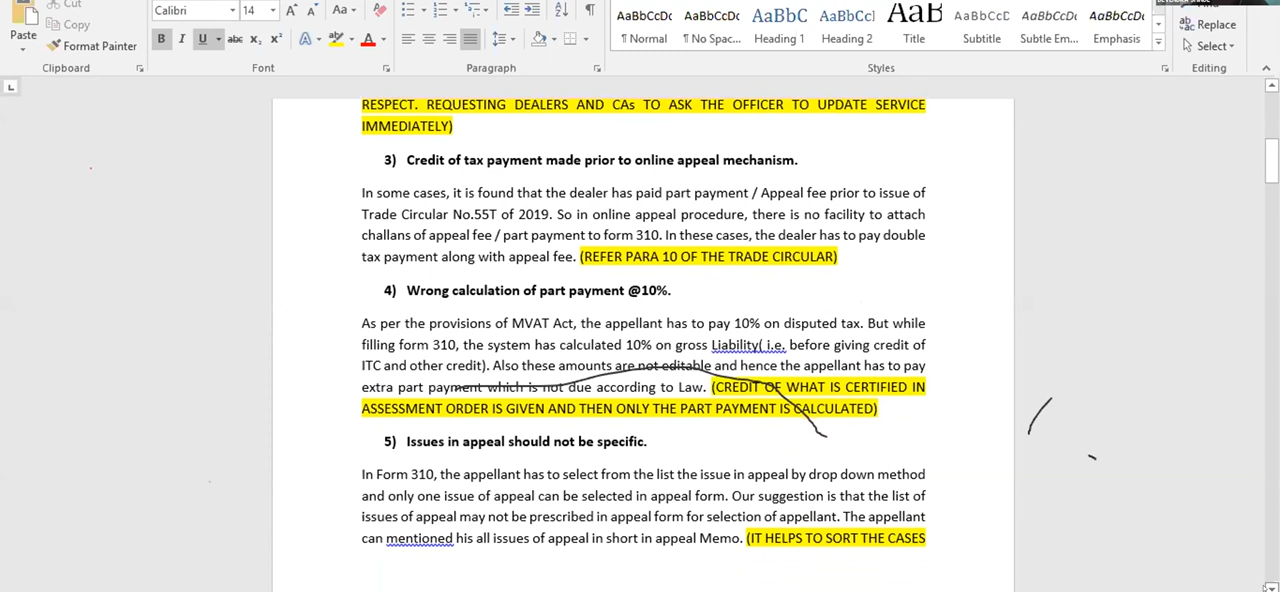 Cut
Calibri
14
Aa
AaBbCcDc
AaBbCcDc
AaBbC
AaBbCcI
AaB
AaBbCcD
AaBbCcDc
AaBbCcDc
Replace
Copy
Paste
Format Painter
B I U abc x₂ x² A A
¶ Normal
¶ No Spac...
Heading 1
Heading 2
Title
Subtitle
Subtle Em...
Emphasis
Select
Clipboard
Font
Paragraph
Styles
Editing
RESPECT. REQUESTING DEALERS AND CAs TO ASK THE OFFICER TO UPDATE SERVICE
IMMEDIATELY)
3) Credit of tax payment made prior to online appeal mechanism.
In some cases, it is found that the dealer has paid part payment / Appeal fee prior to issue of
Trade Circular No.55T of 2019. So in online appeal procedure, there is no facility to attach
challans of appeal fee / part payment to form 310. In these cases, the dealer has to pay double
tax payment along with appeal fee. (REFER PARA 10 OF THE TRADE CIRCULAR)
4) Wrong calculation of part payment @10%.
As per the provisions of MVAT Act, the appellant has to pay 10% on disputed tax. But while
filling form 310, the system has calculated 10% on gross Liability( i.e. before giving credit of
ITC and other credit). Also these amounts are not editable and hence the appellant has to pay
extra part payment which is not due according to Law. (CREDIT OF WHAT IS CERTIFIED IN
ASSESSMENT ORDER IS GIVEN AND THEN ONLY THE PART PAYMENT IS CALCULATED)
5) Issues in appeal should not be specific.
In Form 310, the appellant has to select from the list the issue in appeal by drop down method
and only one issue of appeal can be selected in appeal form. Our suggestion is that the list of
issues of appeal may not be prescribed in appeal form for selection of appellant. The appellant
can mentioned his all issues of appeal in short in appeal Memo. (IT HELPS TO SORT THE CASES